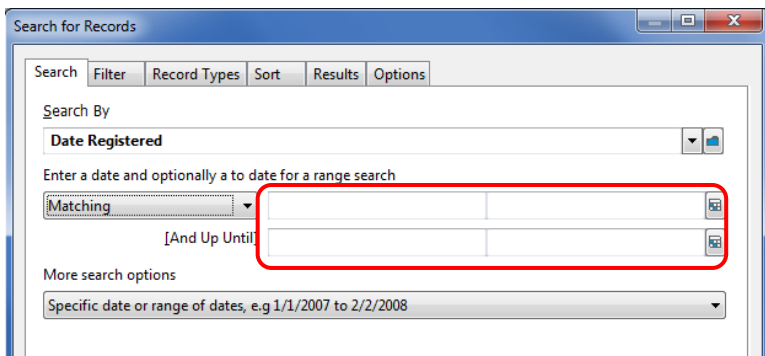 Search for Records
Search Filter Record Types Sort Results Options
Search By
Date Registered
Enter a date and optionally a to date for a range search
Matching
[And Up Until]
More search options
Specific date or range of dates, e.g 1/1/2007 to 2/2/2008